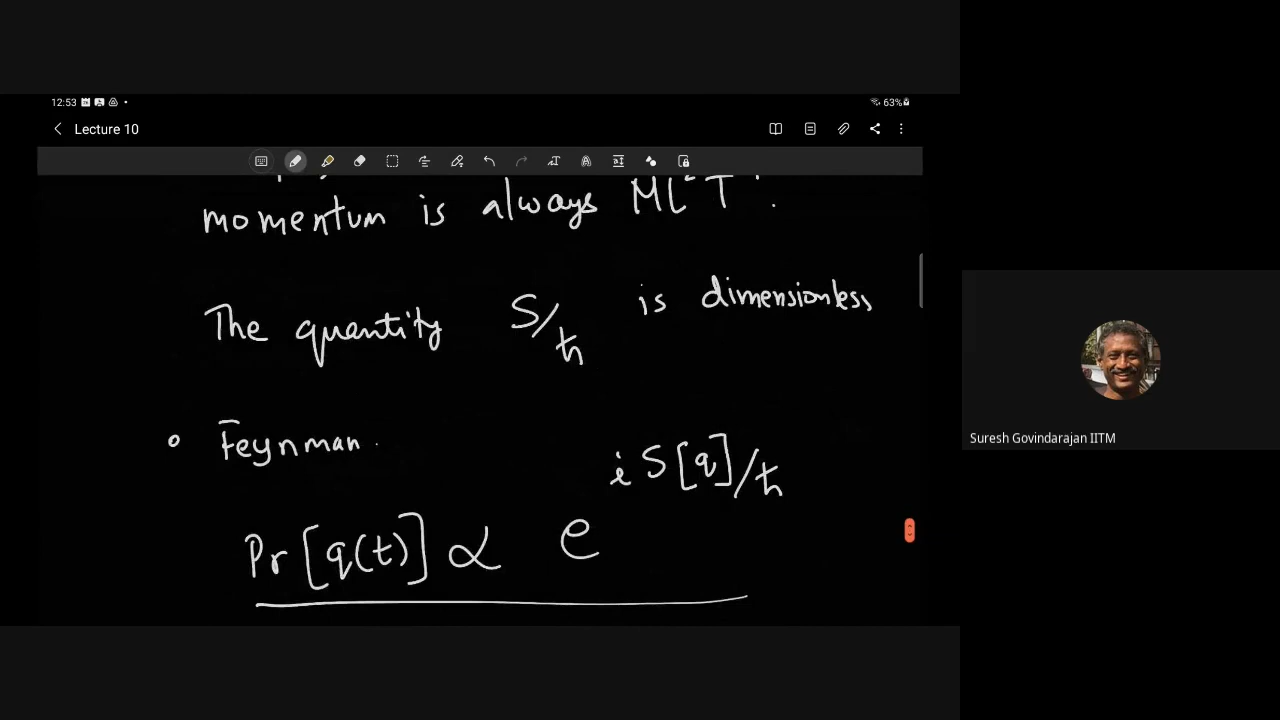 12:53
63%
Lecture 10
momentum is always ML²T
The quantity S/ħ is dimensionless
Feynman.
Pr[q(t)] ∝ e^{iS[q]/ħ}
Suresh Govindarajan IITM